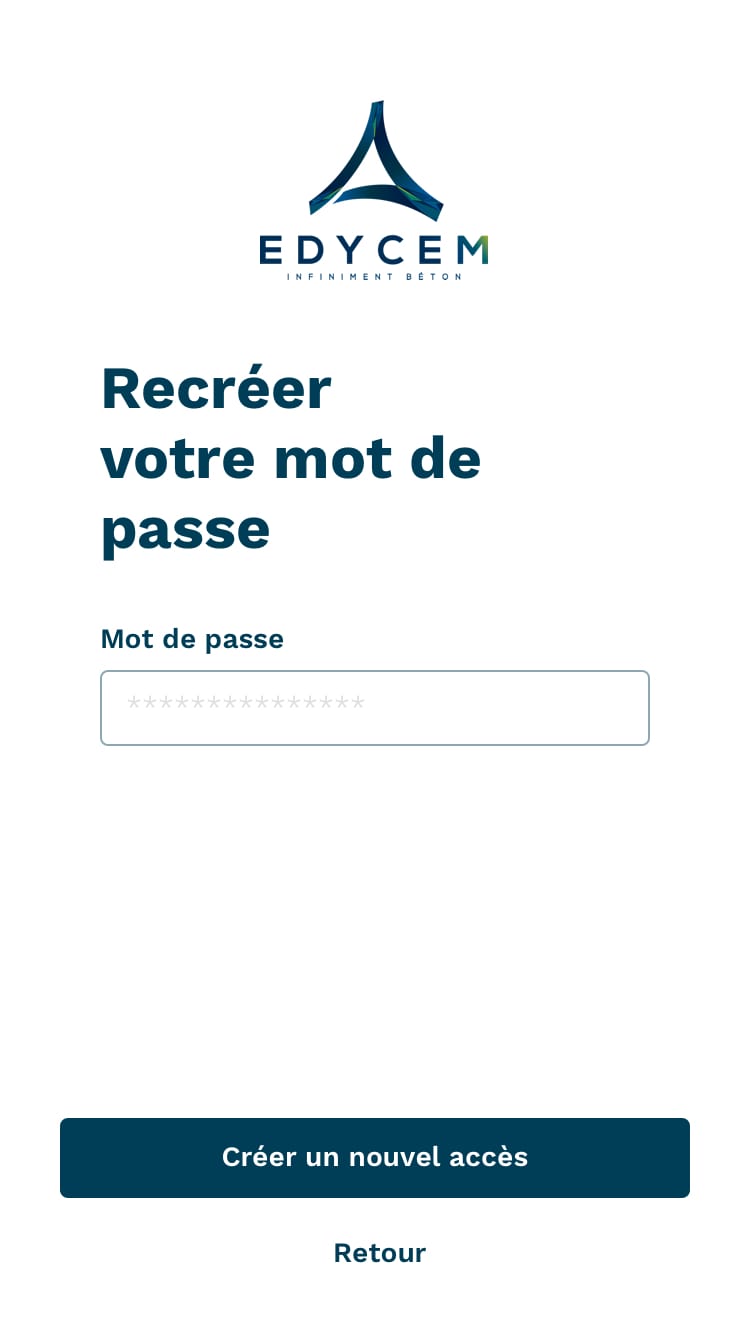 EDYCEM
INFINIMENT BÉTON
Recréer
votre mot de
passe
Mot de passe
***************
Créer un nouvel accès
Retour